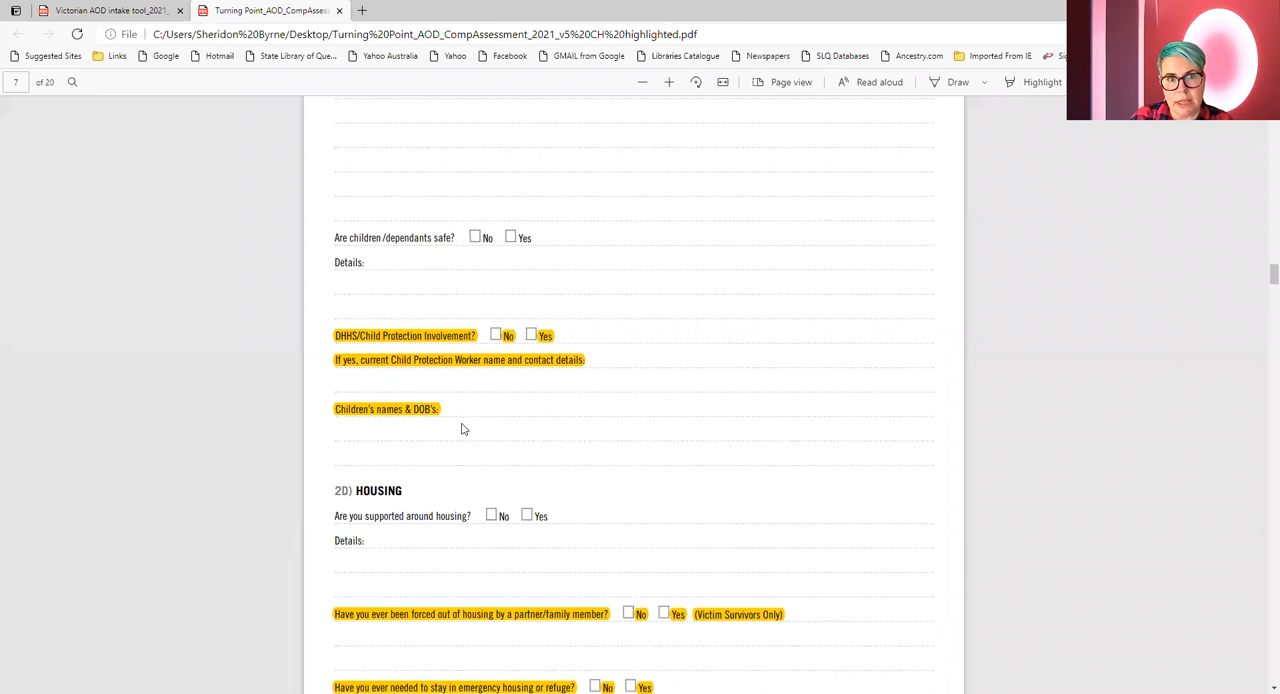 Victorian AOD intake tool_2021_
Turning Point_AOD_CompAssess
File
C:/Users/Sheridon%20Byrne/Desktop/Turning%20Point_AOD_CompAssessment_2021_v5%20CH%20highlighted.pdf
Suggested Sites
Links
Google
Hotmail
State Library of Que...
Yahoo Australia
Yahoo
Facebook
GMAIL from Google
Libraries Catalogue
Newspapers
SLQ Databases
Ancestry.com
Imported From IE
7 of 20
Page view
Read aloud
Draw
Highlight
Are children/dependants safe? No Yes
Details:
DHHS/Child Protection Involvement? No Yes
If yes, current Child Protection Worker name and contact details:
Children's names & DOB's:
2D) HOUSING
Are you supported around housing? No Yes
Details:
Have you ever been forced out of housing by a partner/family member? No Yes (Victim Survivors Only)
Have you ever needed to stay in emergency housing or refuge? No Yes